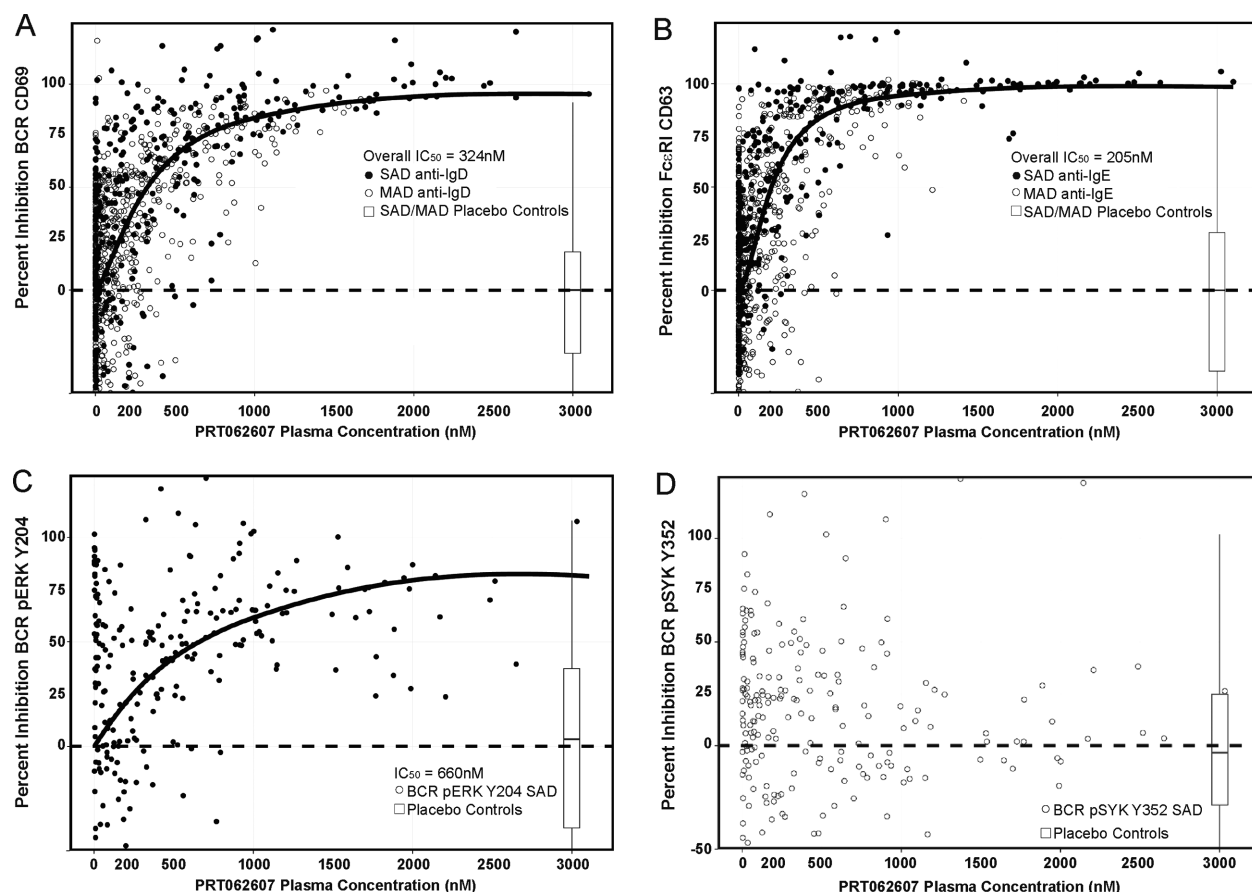 A
Percent Inhibition BCR CD69
100
75
50
25
0
Overall IC₅₀ = 324nM
SAD anti-IgD
MAD anti-IgD
SAD/MAD Placebo Controls
0 200 500 1000 1500 2000 2500 3000
PRT062607 Plasma Concentration (nM)
B
Percent Inhibition FcεRI CD63
100
75
50
25
0
Overall IC₅₀ = 205nM
SAD anti-IgE
MAD anti-IgE
SAD/MAD Placebo Controls
0 200 500 1000 1500 2000 2500 3000
PRT062607 Plasma Concentration (nM)
C
Percent Inhibition BCR pERK Y204
100
75
50
25
0
IC₅₀ = 660nM
BCR pERK Y204 SAD
Placebo Controls
0 200 500 1000 1500 2000 2500 3000
PRT062607 Plasma Concentration (nM)
D
Percent Inhibition BCR pSYK Y352
100
50
25
0
-50
BCR pSYK Y352 SAD
Placebo Controls
0 200 500 1000 1500 2000 2500 3000
PRT062607 Plasma Concentration (nM)